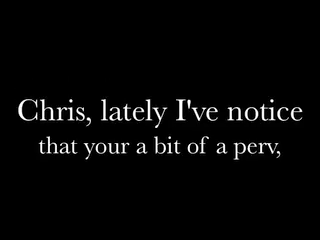 Chris, lately I've notice
that your a bit of a perv,